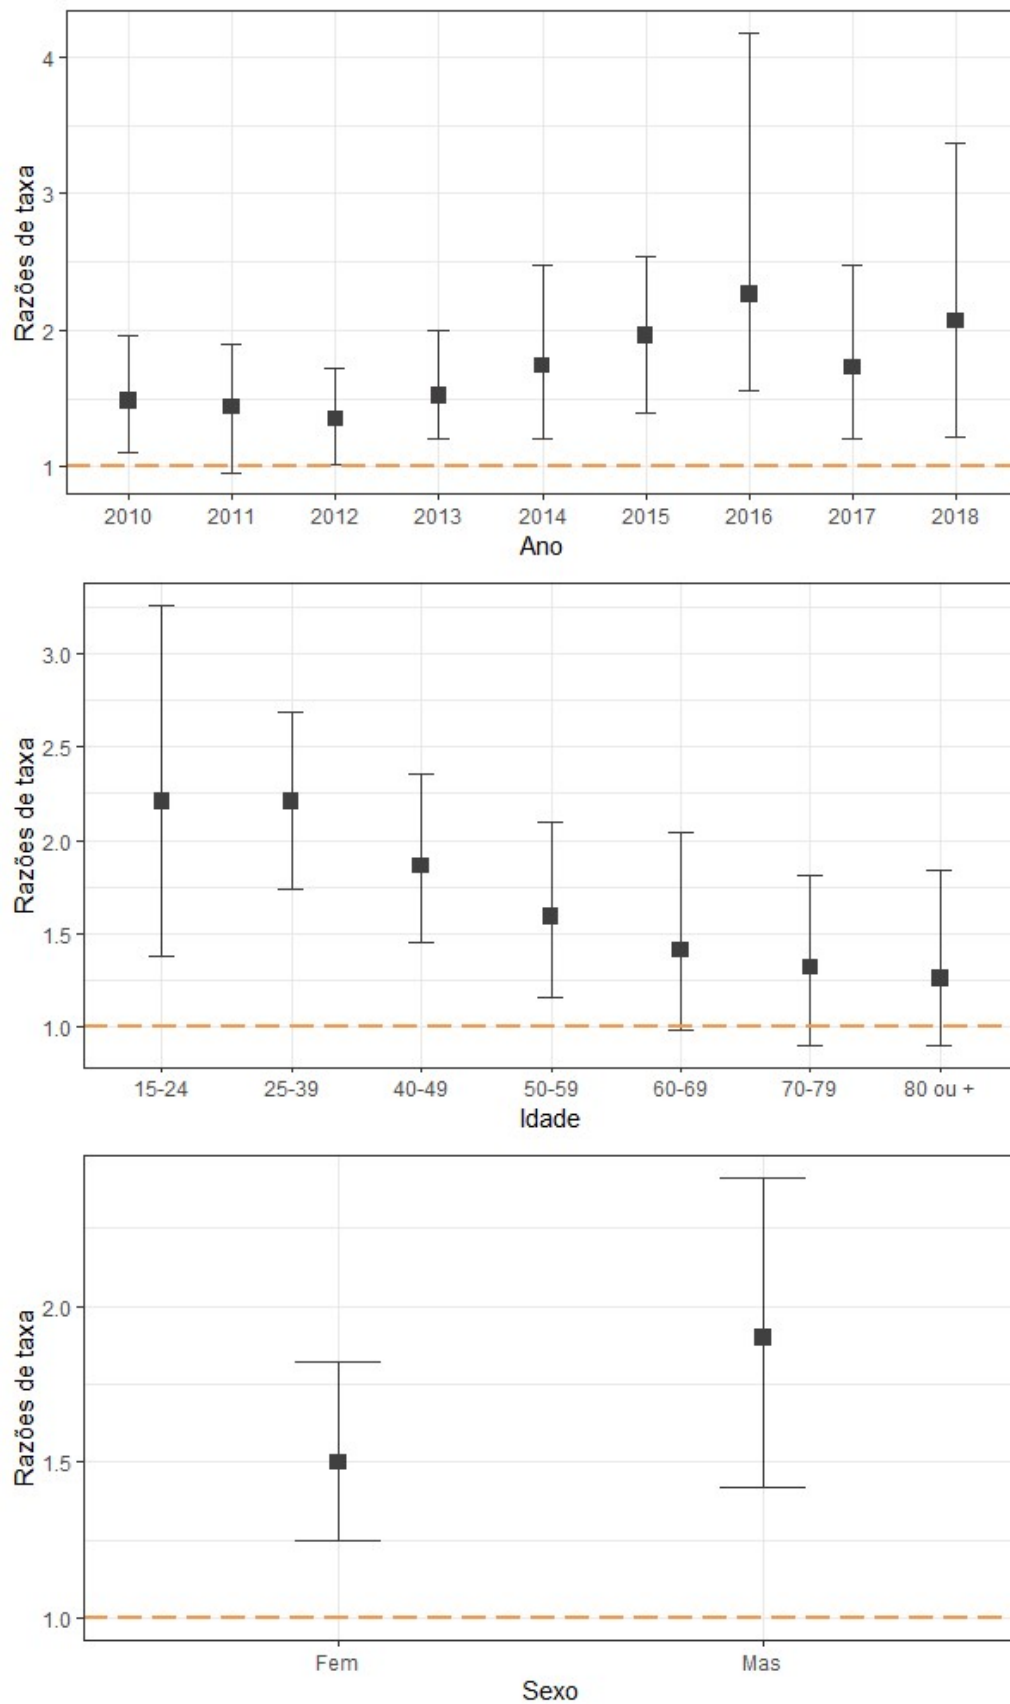 Razões de taxa
4
3
2
1
2010 2011 2012 2013 2014 2015 2016 2017 2018
Ano
Razões de taxa
3.0
2.5
2.0
1.5
1.0
15-24 25-39 40-49 50-59 60-69 70-79 80 ou +
Idade
Razões de taxa
2.0
1.5
1.0
Fem Mas
Sexo